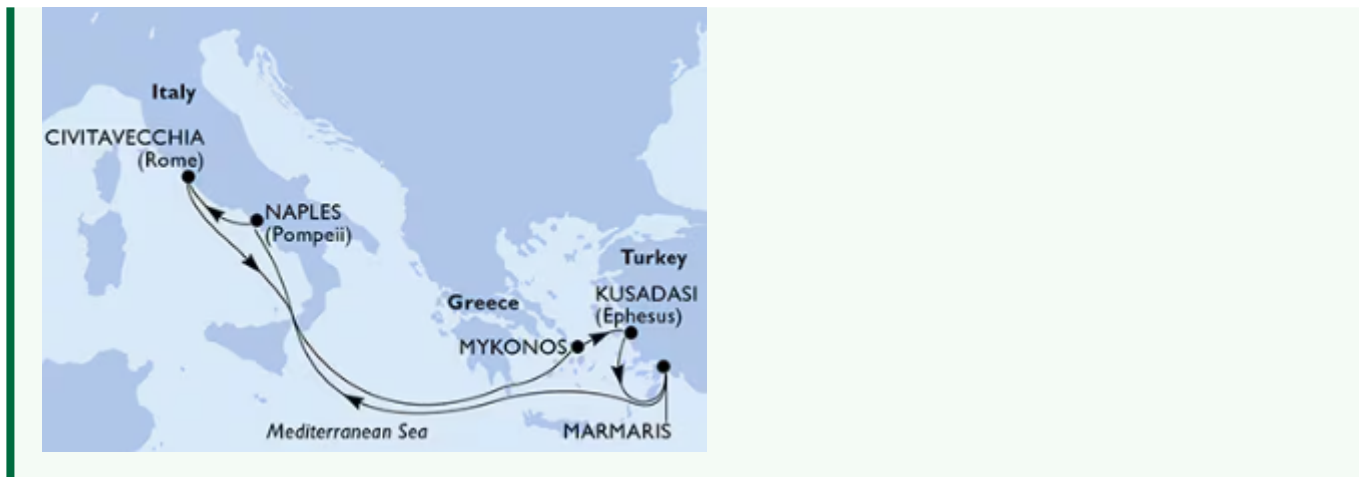 Italy
CIVITAVECCHIA
(Rome)
NAPLES
(Pompeii)
Turkey
KUSADASI
(Ephesus)
Greece
MYKONOS
Mediterranean Sea
MARMARIS